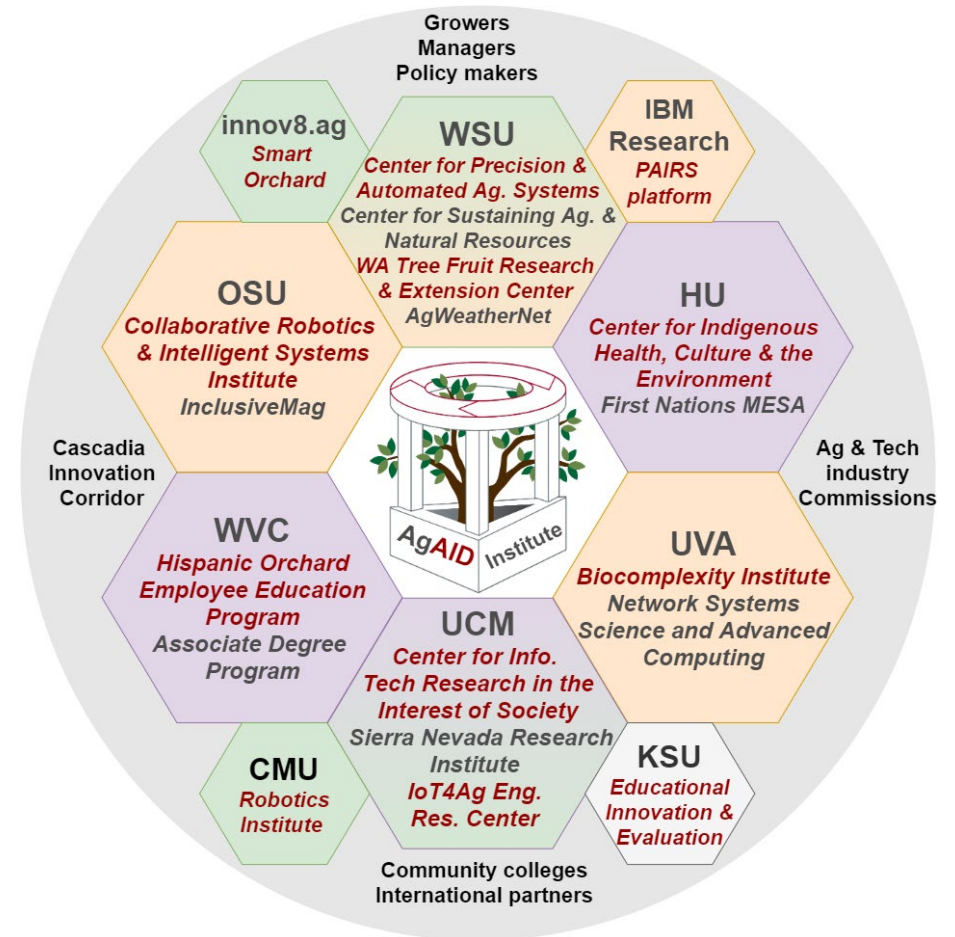 Growers
Managers
Policy makers
innov8.ag
Smart
Orchard
WSU
Center for Precision &
Automated Ag. Systems
Center for Sustaining Ag. &
Natural Resources
WA Tree Fruit Research
& Extension Center
AgWeatherNet
IBM
Research
PAIRS
platform
OSU
Collaborative Robotics
& Intelligent Systems
Institute
InclusiveMag
HU
Center for Indigenous
Health, Culture & the
Environment
First Nations MESA
Cascadia
Innovation
Corridor
AgAID Institute
Ag & Tech
industry
Commissions
WVC
Hispanic Orchard
Employee Education
Program
Associate Degree
Program
UVA
Biocomplexity Institute
Network Systems
Science and Advanced
Computing
UCM
Center for Info.
Tech Research in the
Interest of Society
Sierra Nevada Research
Institute
IoT4Ag Eng.
Res. Center
CMU
Robotics
Institute
KSU
Educational
Innovation &
Evaluation
Community colleges
International partners